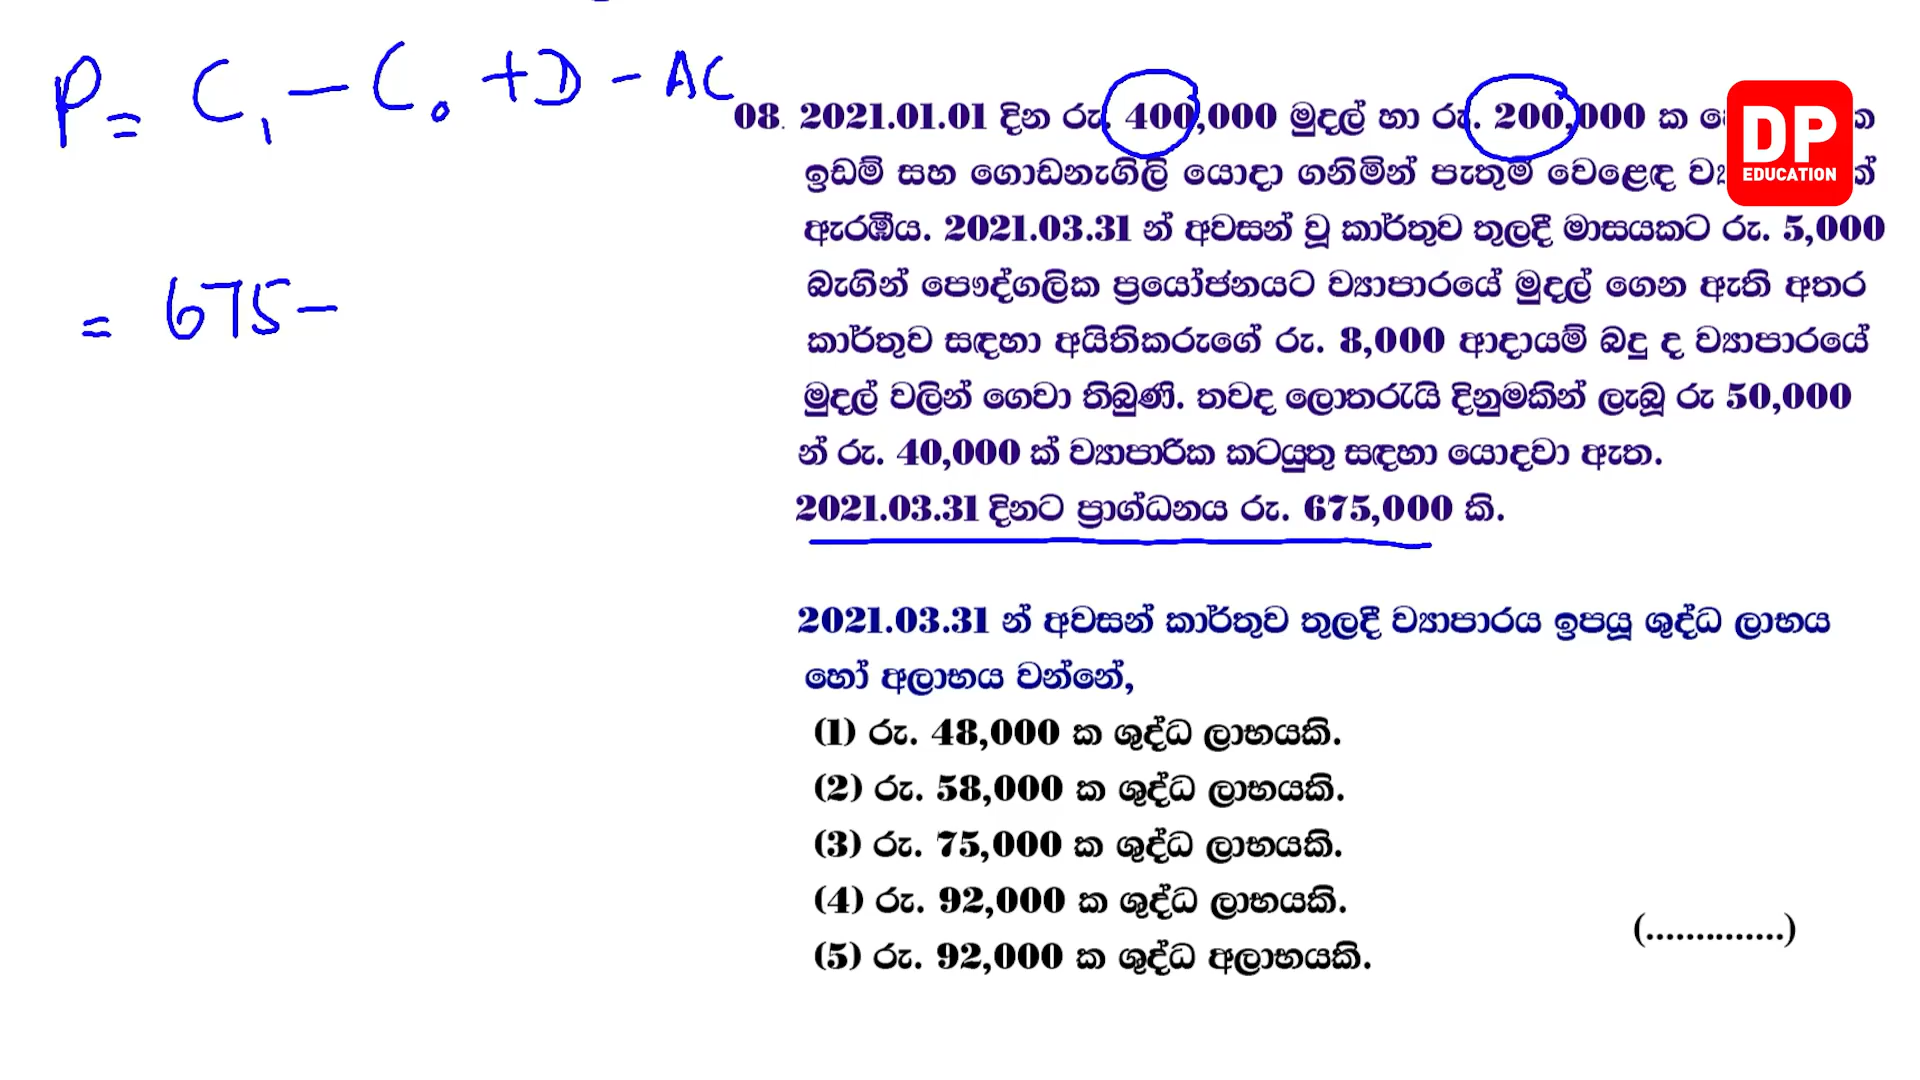 P = C₁ - C₀ + D - AC
= 675 -
08. 2021.01.01 දින රු. 400,000 මුදල් හා රු. 200,000 ක
ඉඩම් සහ ගොඩනැගිලි යොදා ගනිමින් පැතුම් වෙළෙඳ
ඇරඹීය. 2021.03.31 න් අවසන් වූ කාර්තුව තුලදී මාසයකට රු. 5,000
බැගින් පෞද්ගලික ප්‍රයෝජනයට ව්‍යාපාරයේ මුදල් ගෙන ඇති අතර
කාර්තුව සඳහා අයිතිකරුගේ රු. 8,000 ආදායම් බදු ද ව්‍යාපාරයේ
මුදල් වලින් ගෙවා තිබුණි. තවද ලොතරැයි දිනුමකින් ලැබූ රු 50,000
න් රු. 40,000 ක් ව්‍යාපාරික කටයුතු සඳහා යොදවා ඇත.
2021.03.31 දිනට ප්‍රාග්ධනය රු. 675,000 කි.
2021.03.31 න් අවසන් කාර්තුව තුලදී ව්‍යාපාරය ඉපයූ ශුද්ධ ලාභය
හෝ අලාභය වන්නේ,
(1) රු. 48,000 ක ශුද්ධ ලාභයකි.
(2) රු. 58,000 ක ශුද්ධ ලාභයකි.
(3) රු. 75,000 ක ශුද්ධ ලාභයකි.
(4) රු. 92,000 ක ශුද්ධ ලාභයකි.
(5) රු. 92,000 ක ශුද්ධ අලාභයකි.
(..............)
DP
EDUCATION